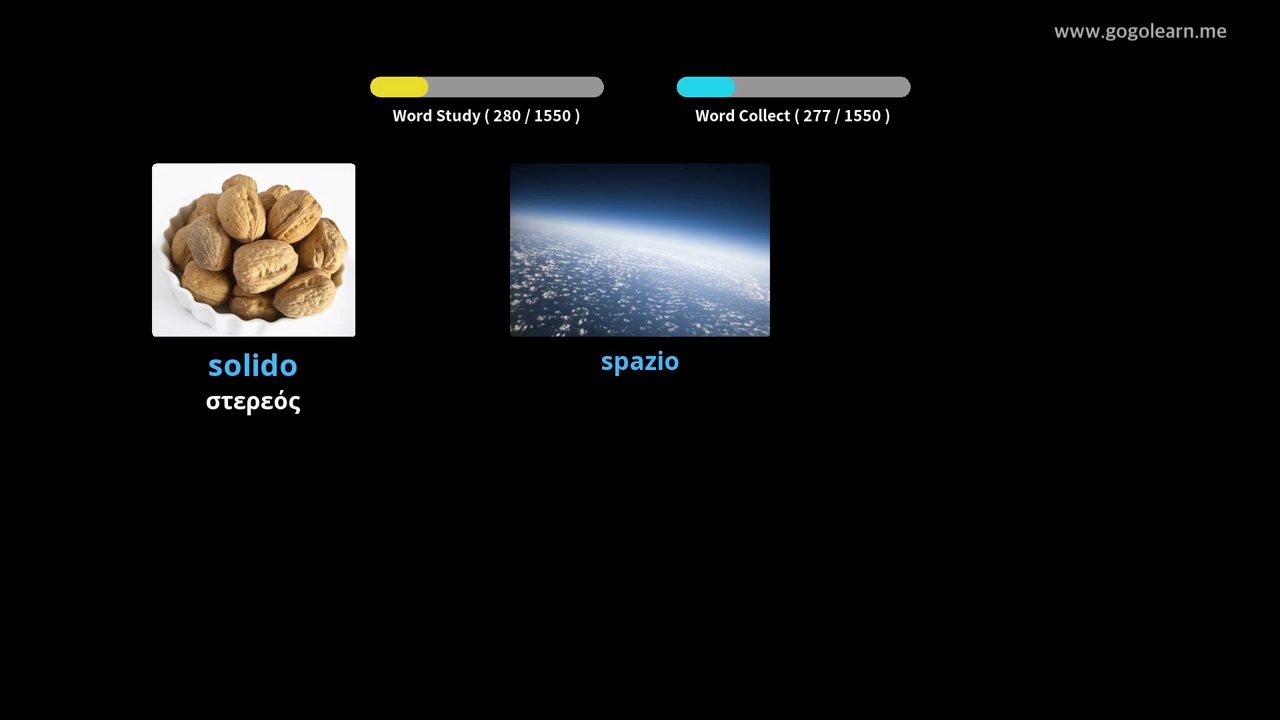 www.gogolearn.me
Word Study ( 280 / 1550 )
Word Collect ( 277 / 1550 )
solido
στερεός
spazio